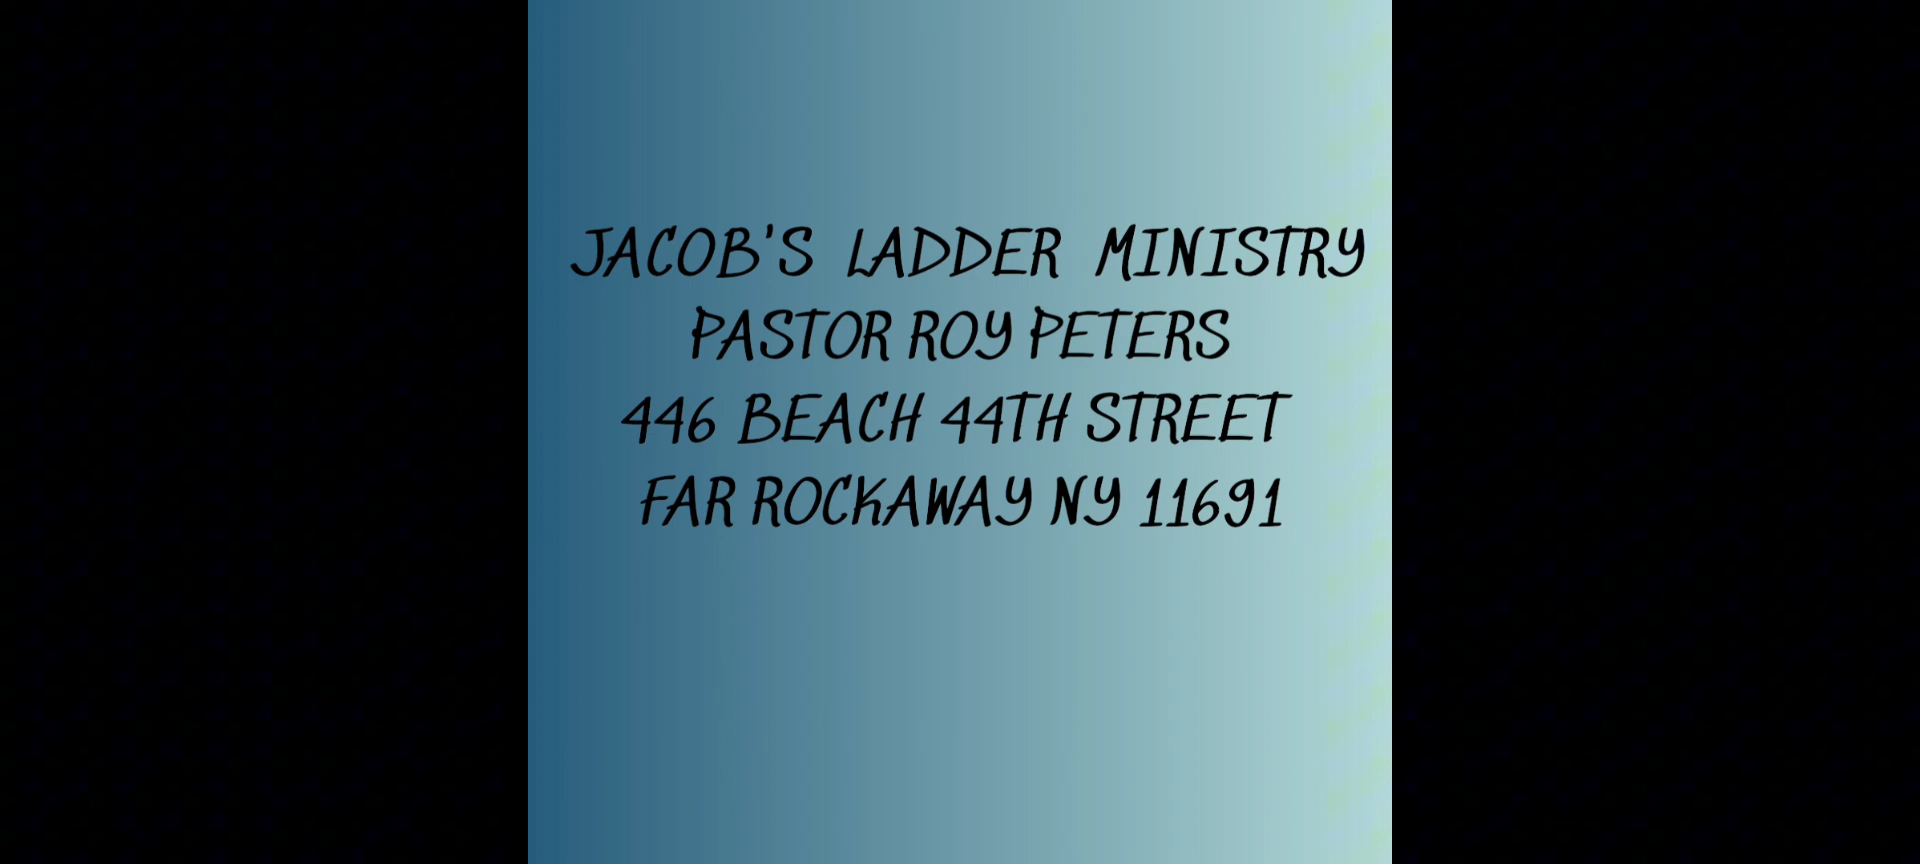 JACOB'S LADDER MINISTRY
PASTOR ROY PETERS
446 BEACH 44TH STREET
FAR ROCKAWAY NY 11691